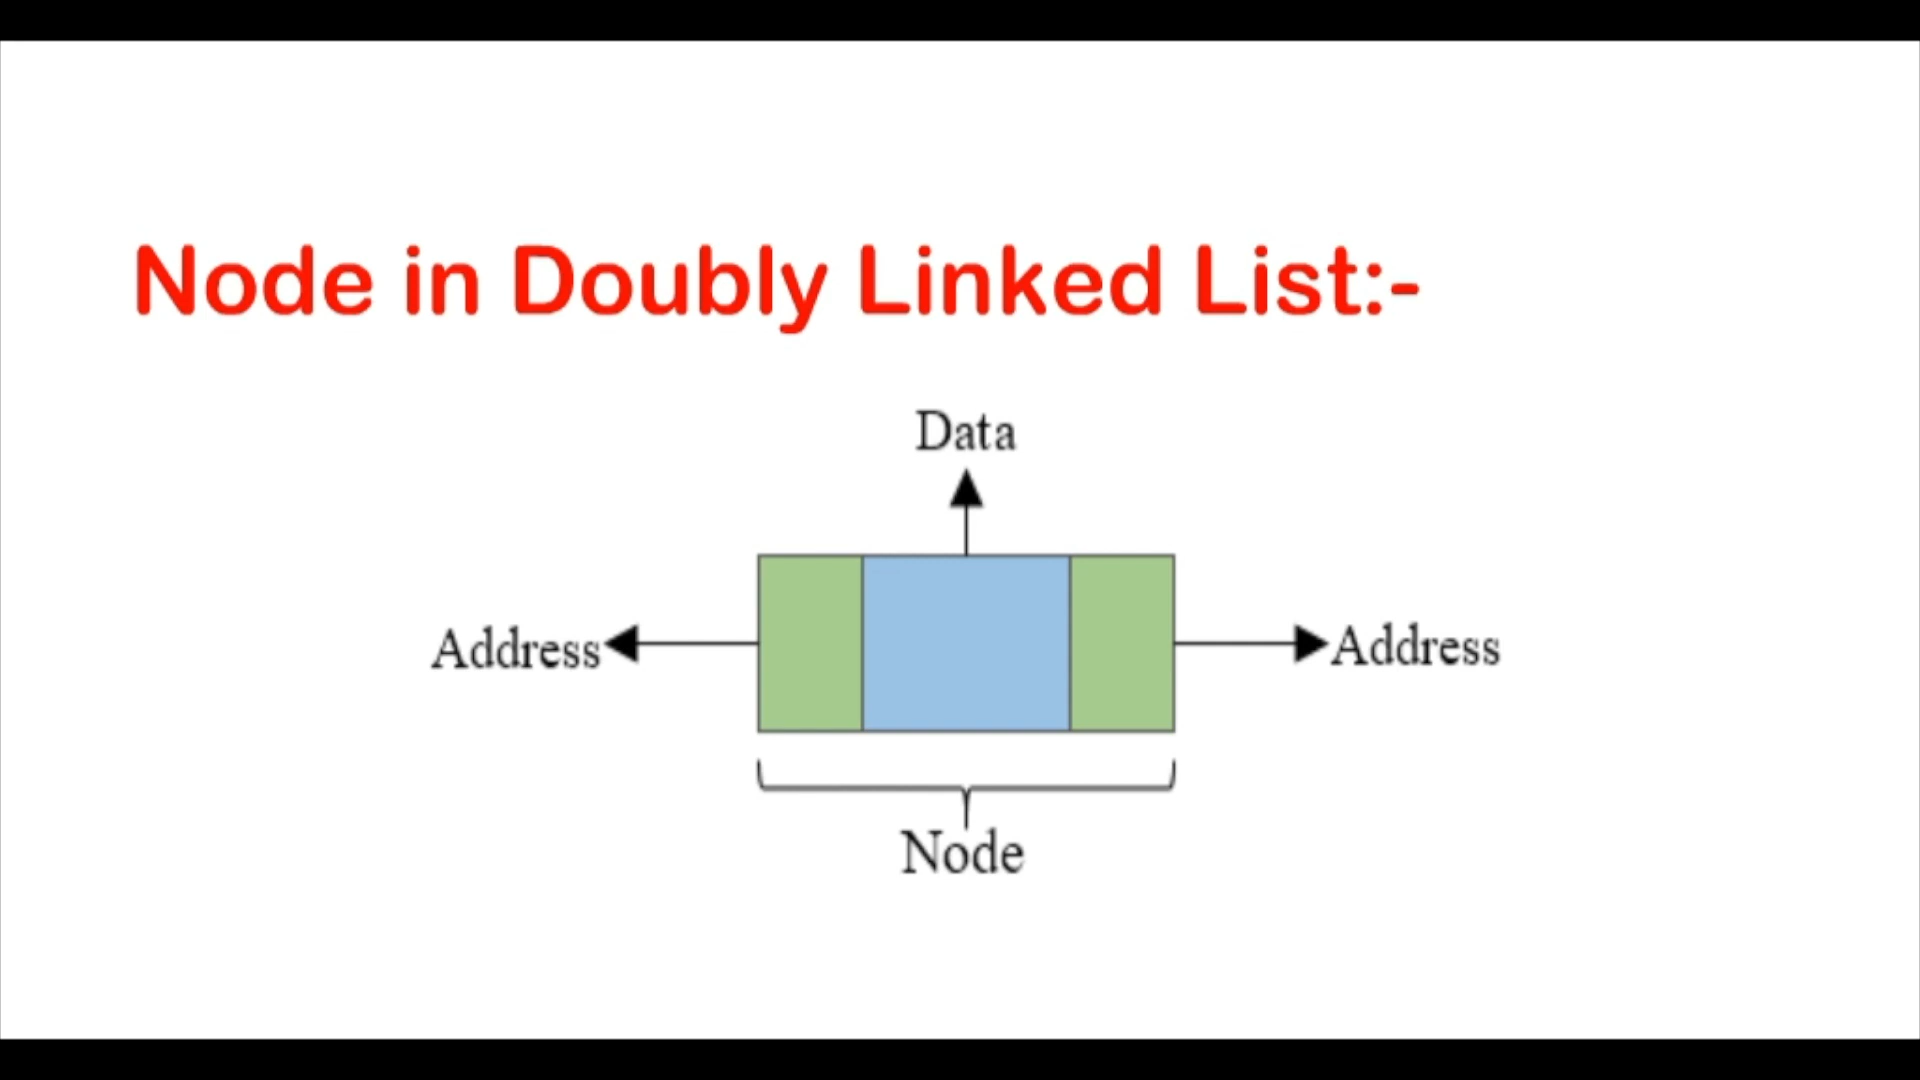 Node in Doubly Linked List:-
Data
Address
Address
Node